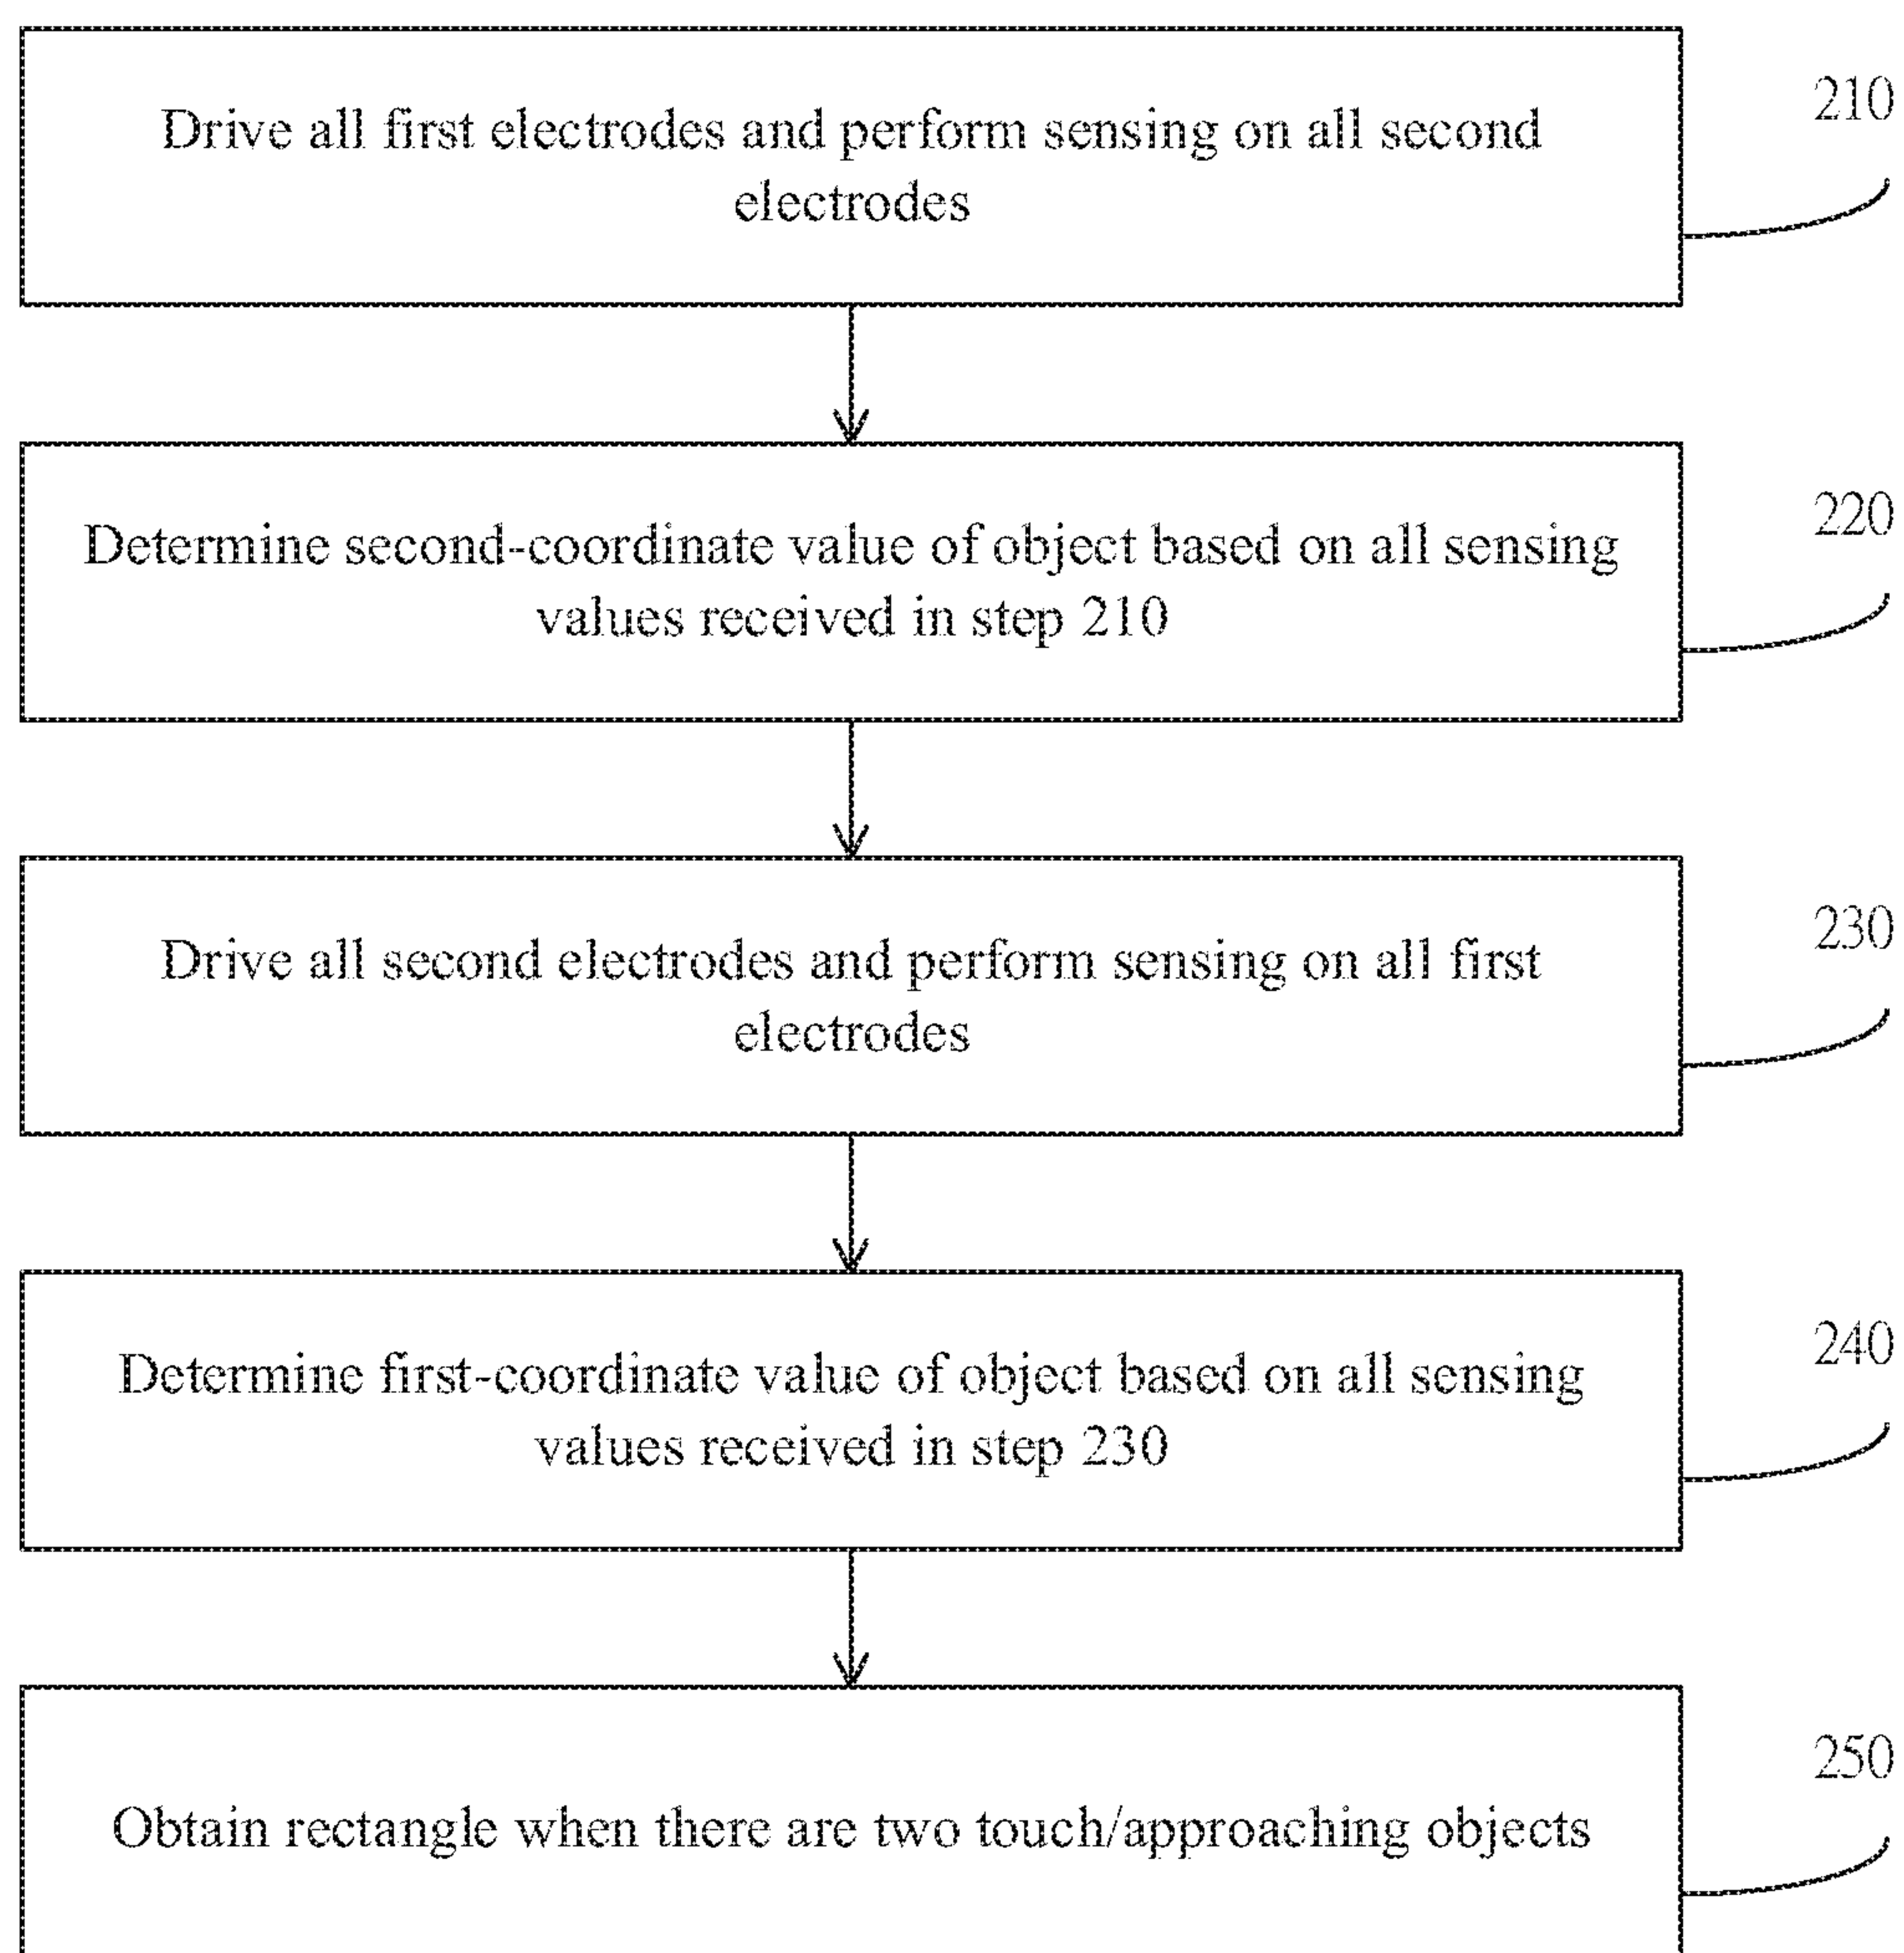 Drive all first electrodes and perform sensing on all second
electrodes
210
Determine second-coordinate value of object based on all sensing
values received in step 210
220
Drive all second electrodes and perform sensing on all first
electrodes
230
Determine first-coordinate value of object based on all sensing
values received in step 230
240
Obtain rectangle when there are two touch/approaching objects
250